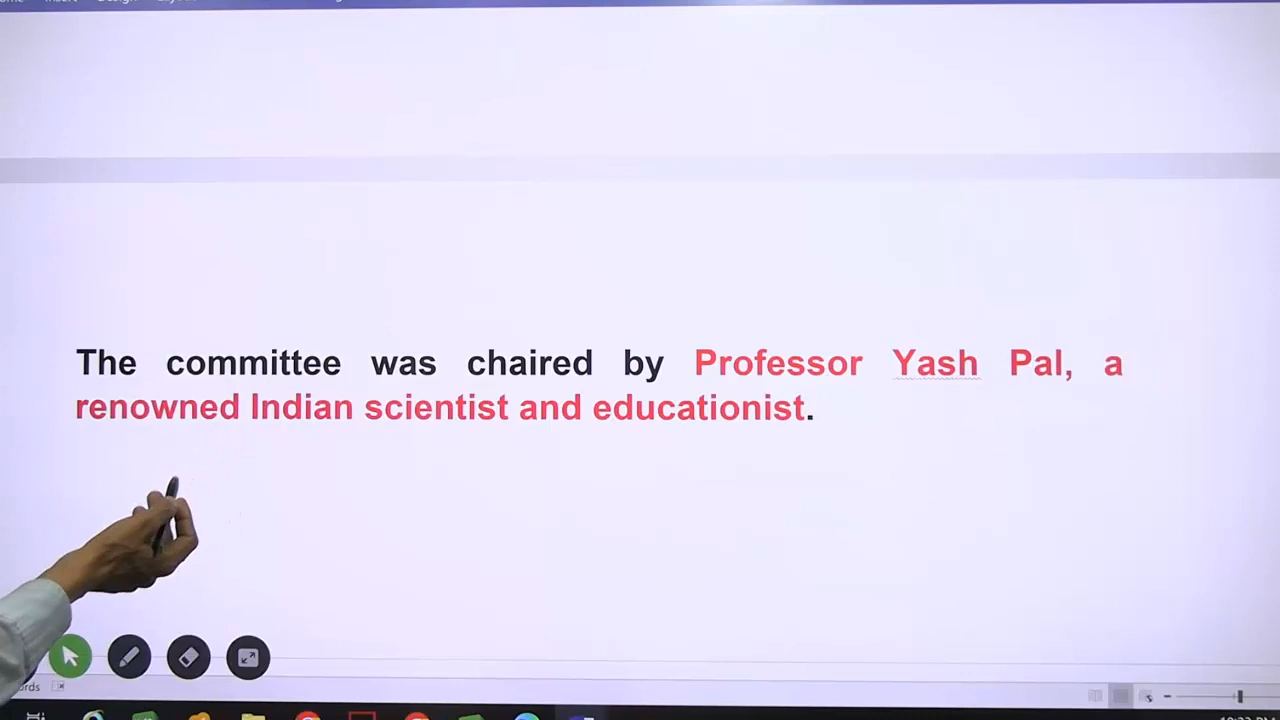 The committee was chaired by Professor Yash Pal, a
renowned Indian scientist and educationist.